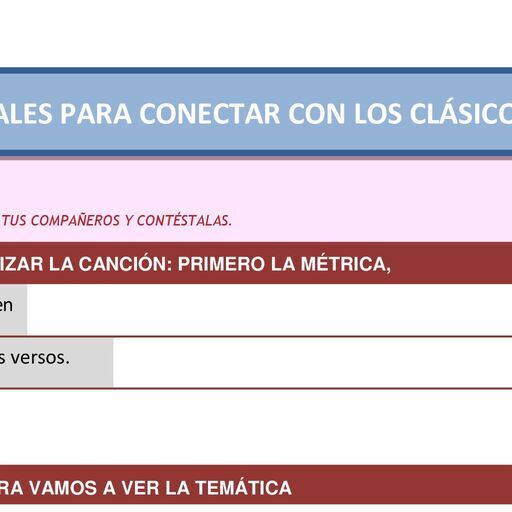 ALES PARA CONECTAR CON LOS CLÁSICO
TUS COMPAÑEROS Y CONTÉSTALAS.
IZAR LA CANCIÓN: PRIMERO LA MÉTRICA,
en
s versos.
RA VAMOS A VER LA TEMÁTICA